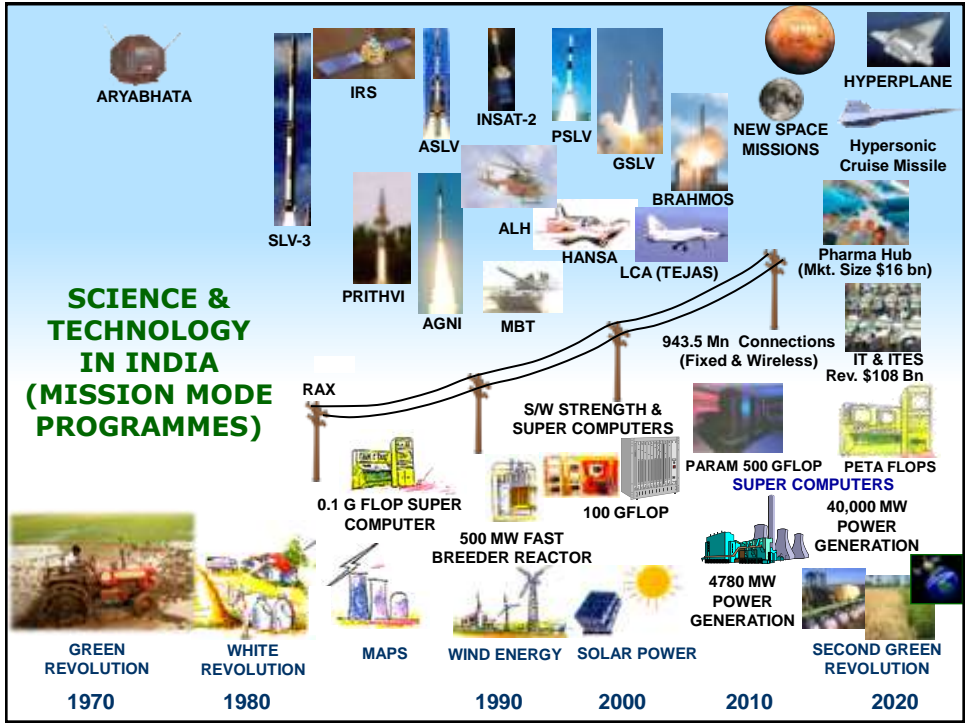 ARYABHATA
IRS
ASLV
INSAT-2
PSLV
GSLV
BRAHMOS
NEW SPACE
MISSIONS
HYPERPLANE
Hypersonic
Cruise Missile
SLV-3
PRITHVI
AGNI
ALH
MBT
HANSA
LCA (TEJAS)
Pharma Hub
(Mkt. Size $16 bn)
SCIENCE &
TECHNOLOGY
IN INDIA
(MISSION MODE
PROGRAMMES)
RAX
943.5 Mn Connections
(Fixed & Wireless)
IT & ITES
Rev. $108 Bn
S/W STRENGTH &
SUPER COMPUTERS
0.1 G FLOP SUPER
COMPUTER
500 MW FAST
BREEDER REACTOR
100 GFLOP
PARAM 500 GFLOP
PETA FLOPS
SUPER COMPUTERS
40,000 MW
POWER
GENERATION
4780 MW
POWER
GENERATION
GREEN
REVOLUTION
WHITE
REVOLUTION
MAPS
WIND ENERGY
SOLAR POWER
SECOND GREEN
REVOLUTION
1970
1980
1990
2000
2010
2020